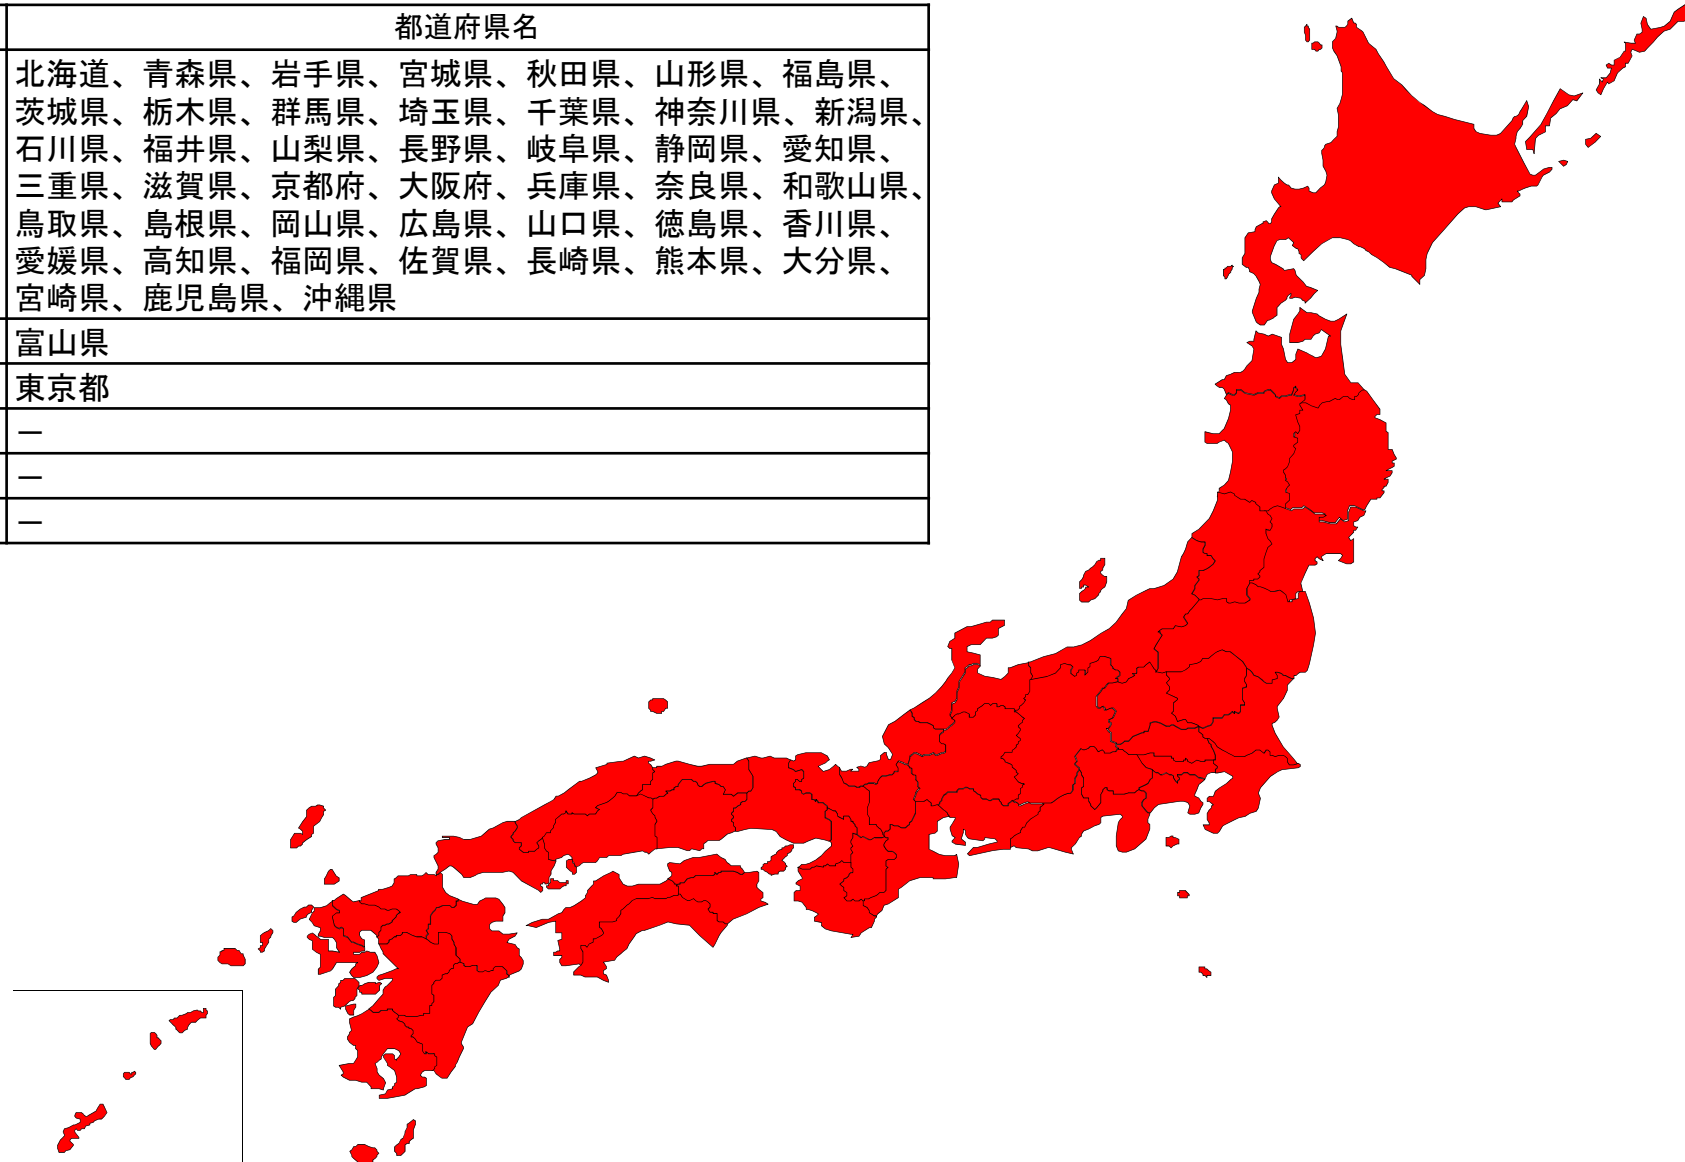 都道府県名
北海道、青森県、岩手県、宮城県、秋田県、山形県、福島県、
茨城県、栃木県、群馬県、埼玉県、千葉県、神奈川県、新潟県、
石川県、福井県、山梨県、長野県、岐阜県、静岡県、愛知県、
三重県、滋賀県、京都府、大阪府、兵庫県、奈良県、和歌山県、
鳥取県、島根県、岡山県、広島県、山口県、徳島県、香川県、
愛媛県、高知県、福岡県、佐賀県、長崎県、熊本県、大分県、
宮崎県、鹿児島県、沖縄県
富山県
東京都
―
―
―